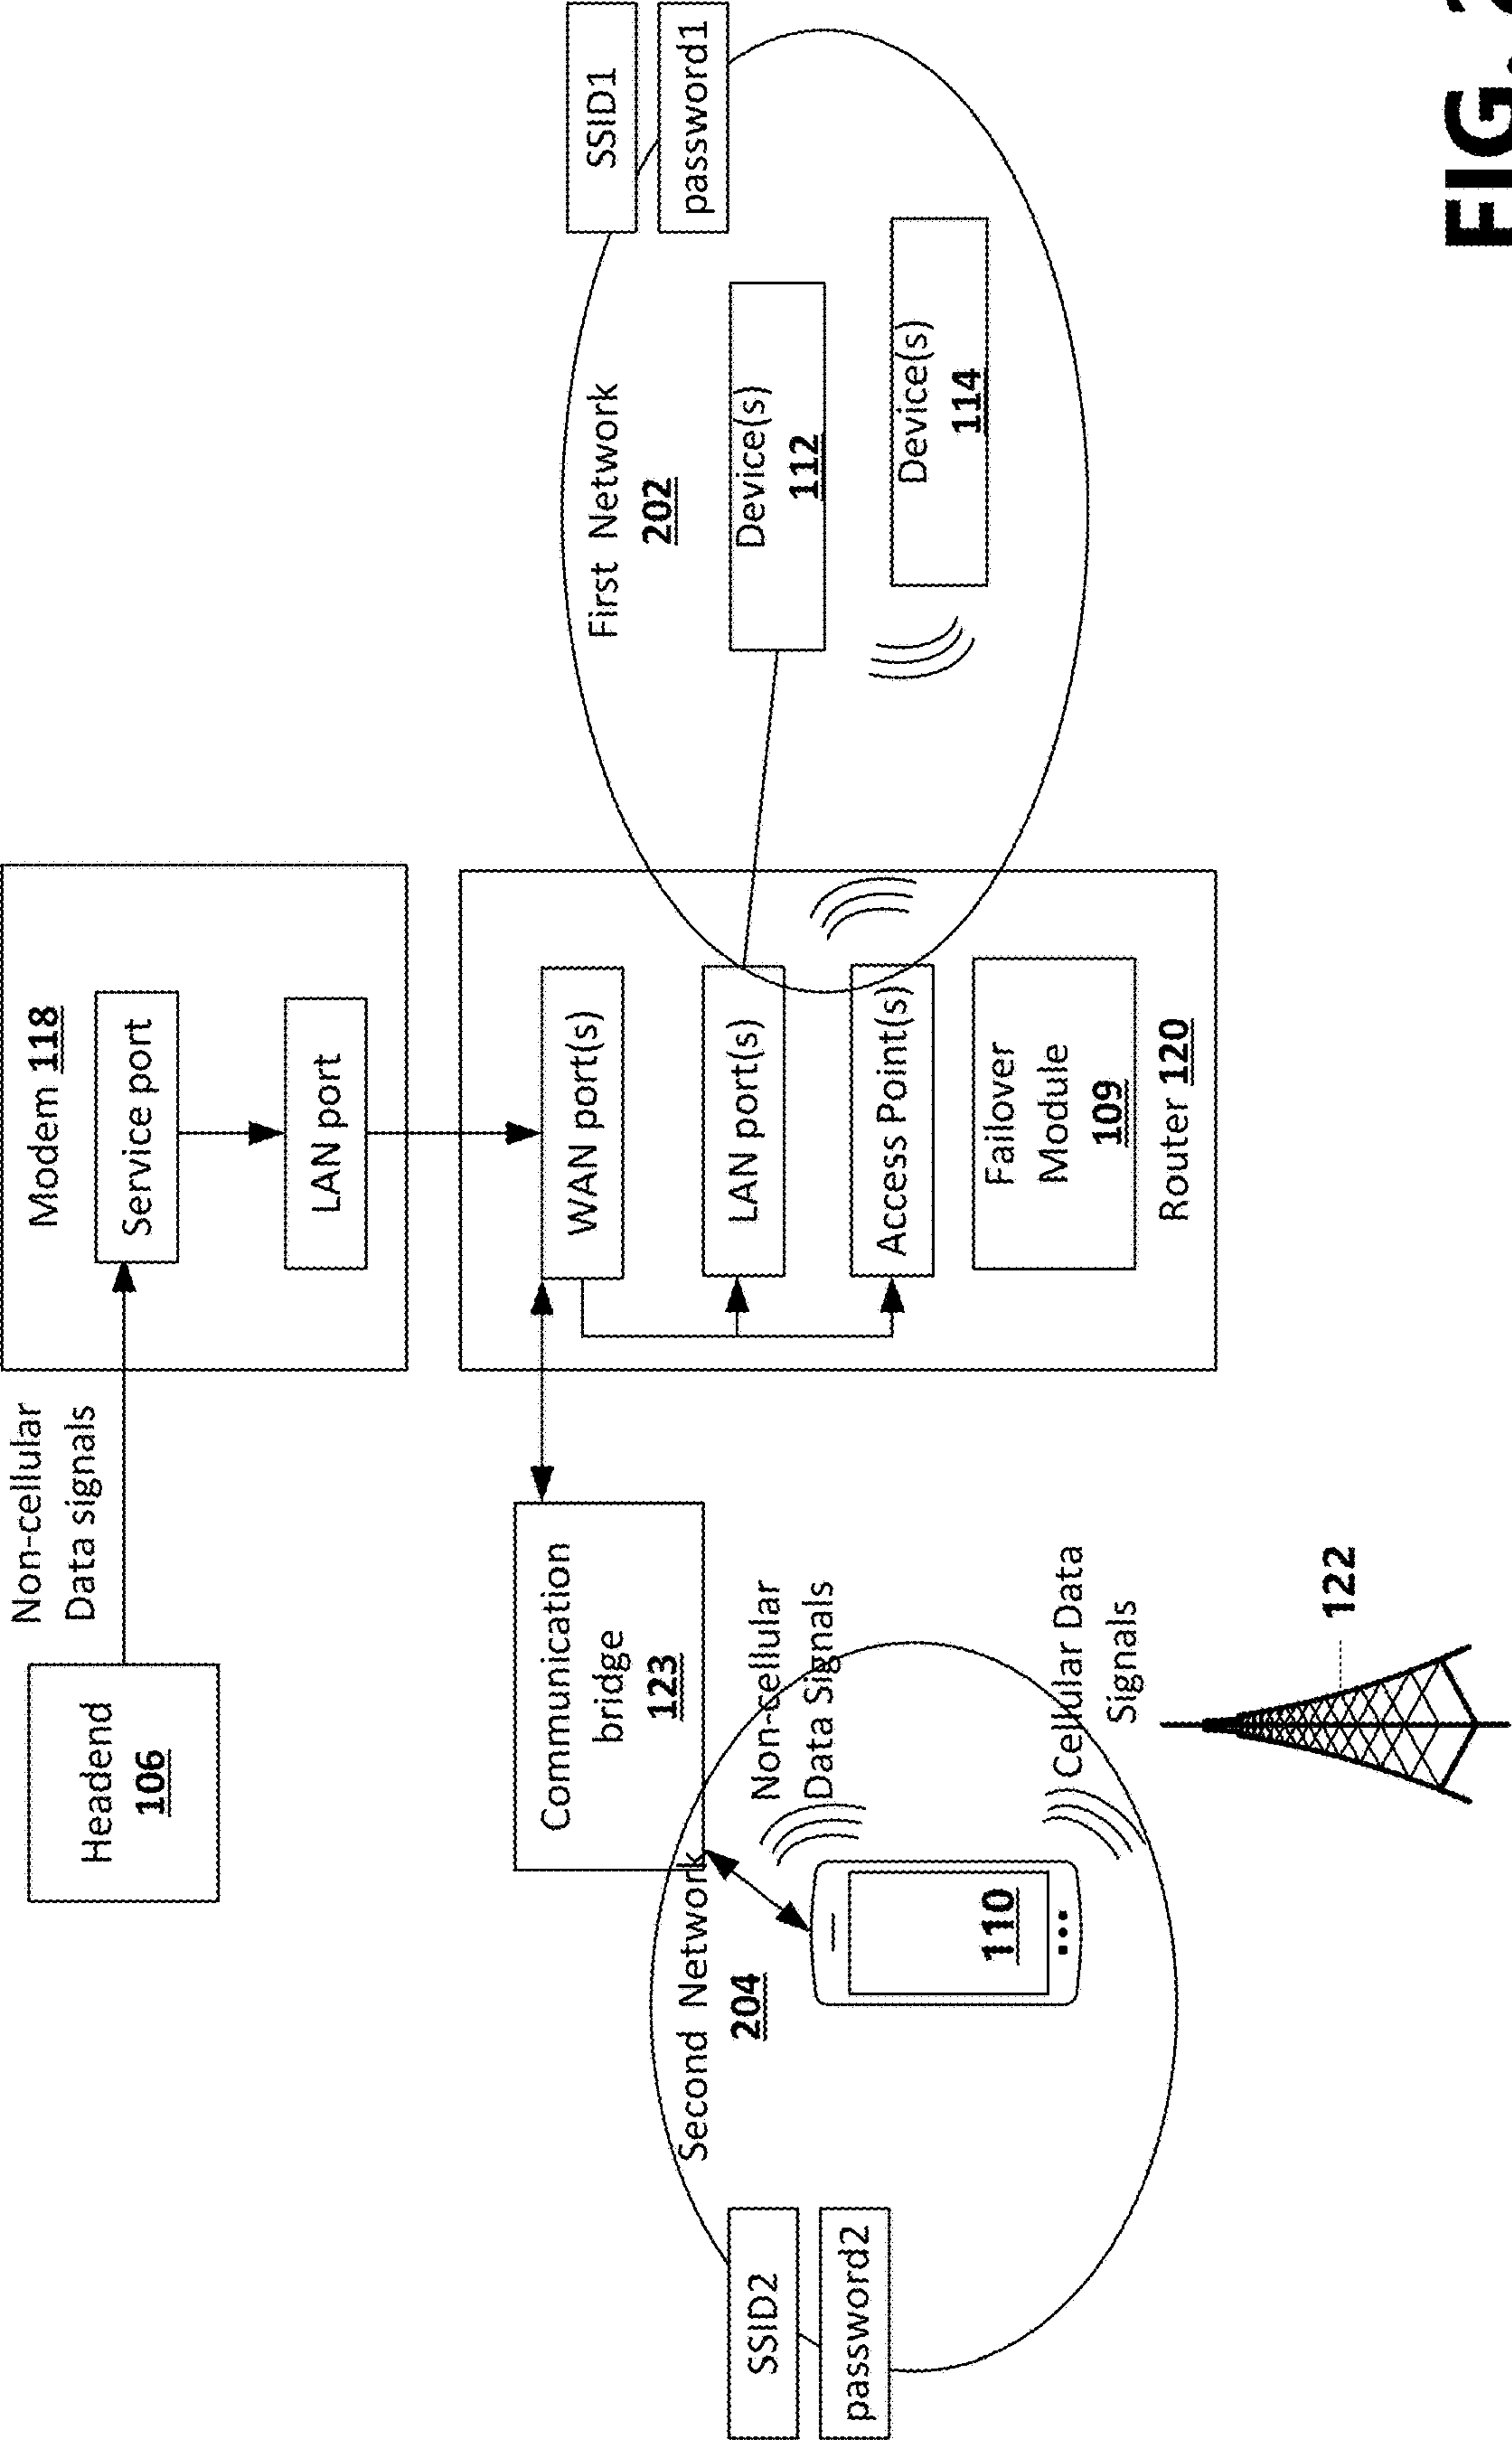 Headend
106
Non-cellular
Data signals
Modem 118
Service port
LAN port
Communication
bridge
123
WAN port(s)
LAN port(s)
Access Point(s)
Failover
Module
109
Router 120
SSID1
password1
First Network
202
Device(s)
112
Device(s)
114
SSID2
password2
Second Network
204
Non-cellular
Data Signals
110
Cellular Data
Signals
122
FIG.